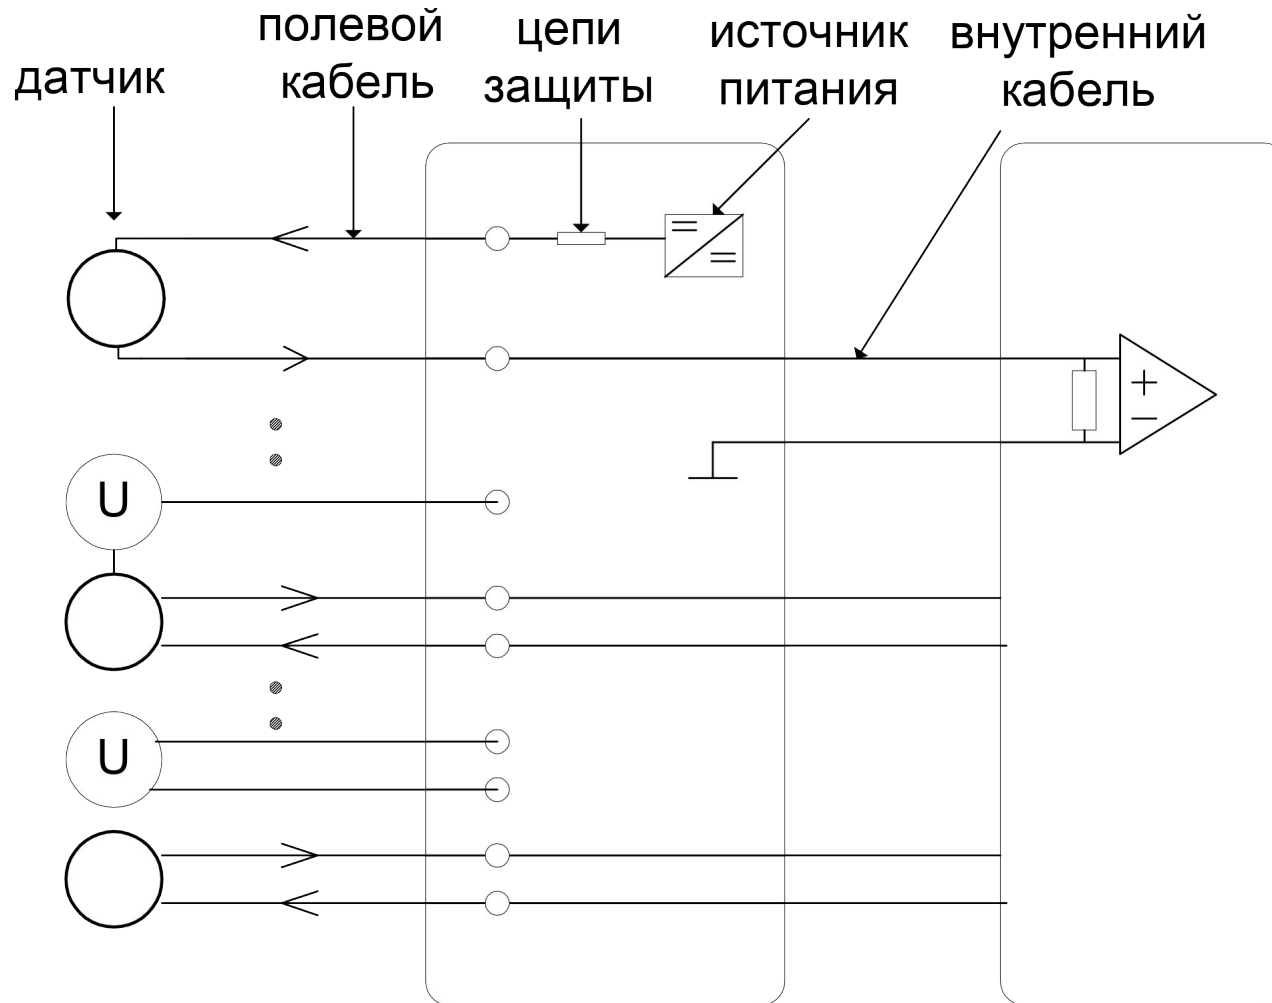 датчик
полевой
кабель
цепи
защиты
источник
питания
внутренний
кабель
+
−
U
U